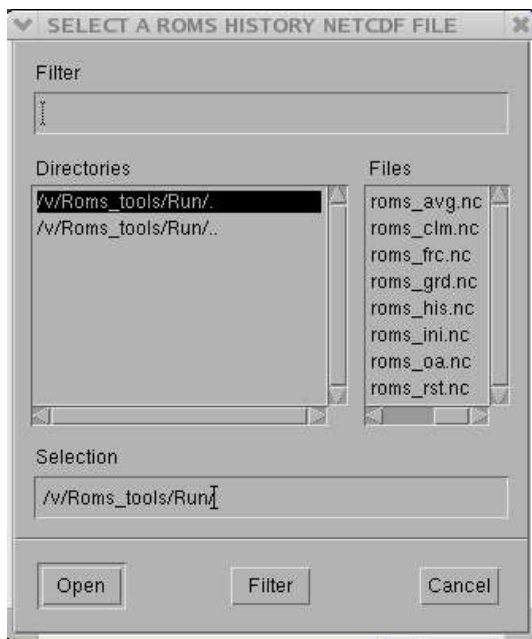 SELECT A ROMS HISTORY NETCDF FILE
Filter
Directories
/v/Roms_tools/Run/.
/v/Roms_tools/Run/..
Files
roms_avg.nc
roms_clm.nc
roms_frc.nc
roms_grd.nc
roms_his.nc
roms_ini.nc
roms_oa.nc
roms_rst.nc
Selection
/v/Roms_tools/Run/
Open Filter Cancel